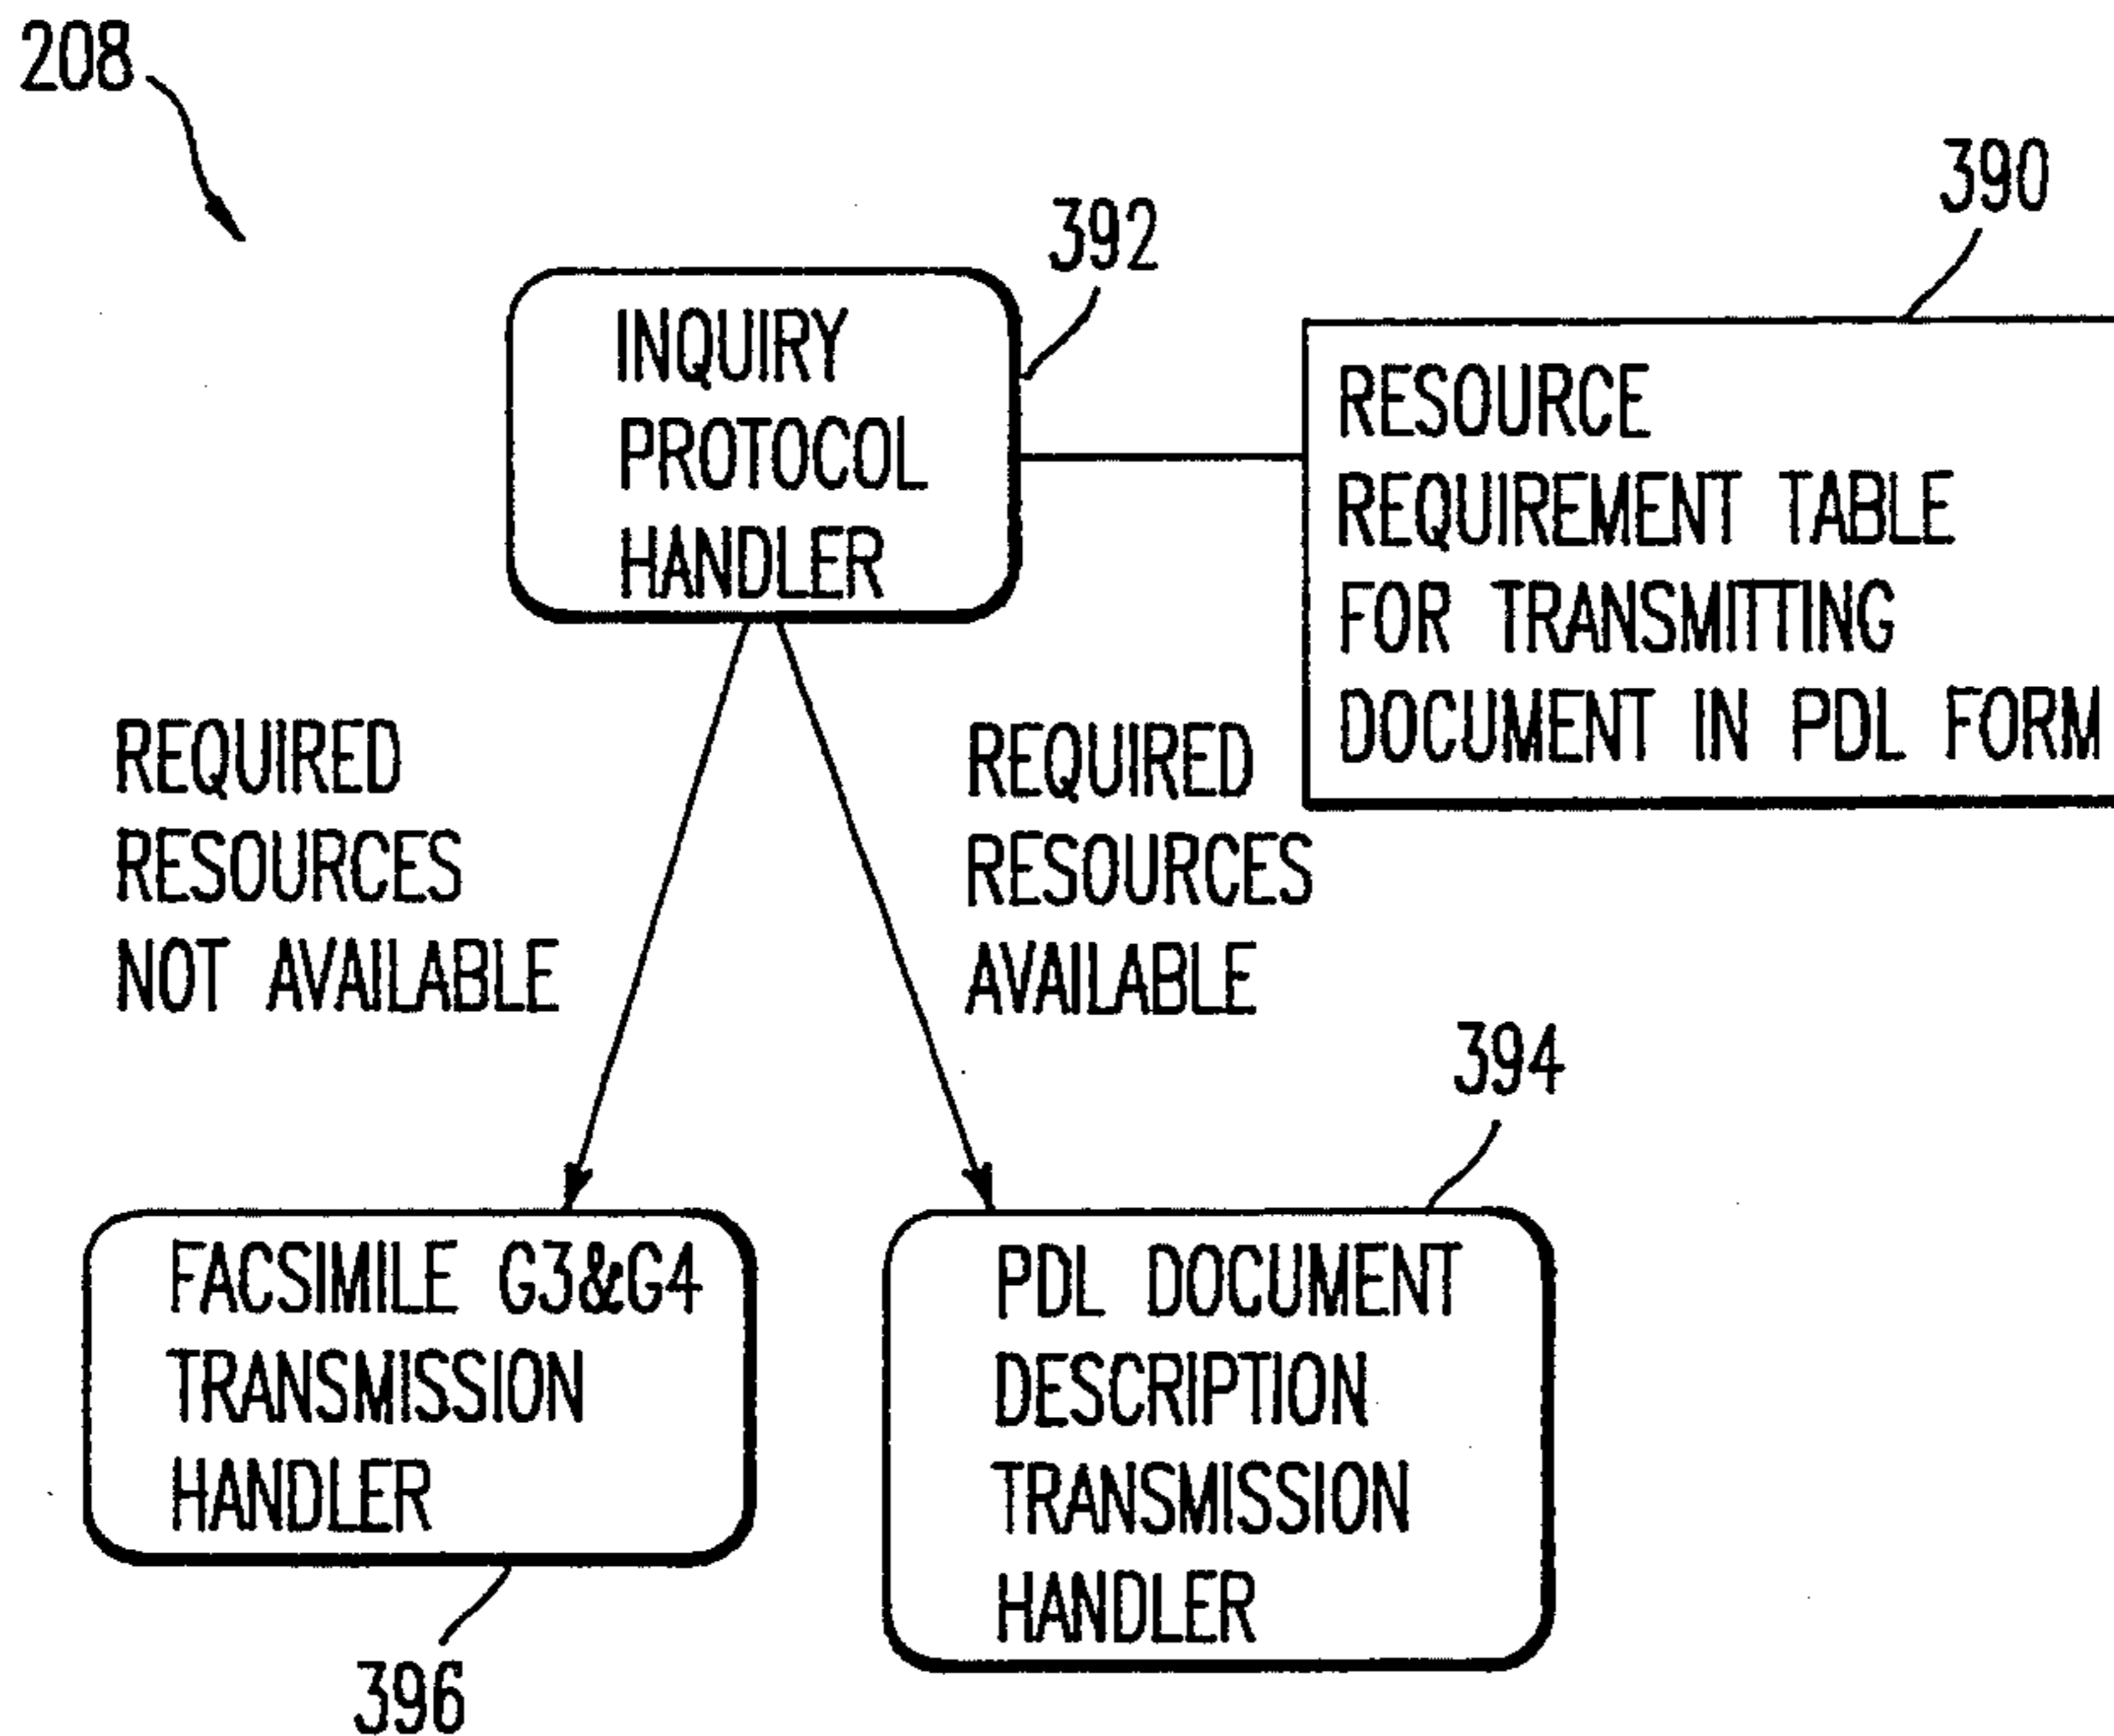 208
390
392
INQUIRY
PROTOCOL
HANDLER
RESOURCE
REQUIREMENT TABLE
FOR TRANSMITTING
DOCUMENT IN PDL FORM
REQUIRED
RESOURCES
NOT AVAILABLE
REQUIRED
RESOURCES
AVAILABLE
394
FACSIMILE G3&G4
TRANSMISSION
HANDLER
PDL DOCUMENT
DESCRIPTION
TRANSMISSION
HANDLER
396